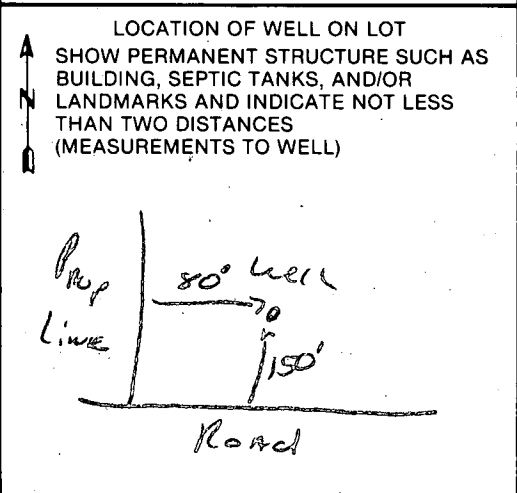 LOCATION OF WELL ON LOT
SHOW PERMANENT STRUCTURE SUCH AS
BUILDING, SEPTIC TANKS, AND/OR
N LANDMARKS AND INDICATE NOT LESS
THAN TWO DISTANCES
(MEASUREMENTS TO WELL)
Prop 80' Well
Line
150'
Road